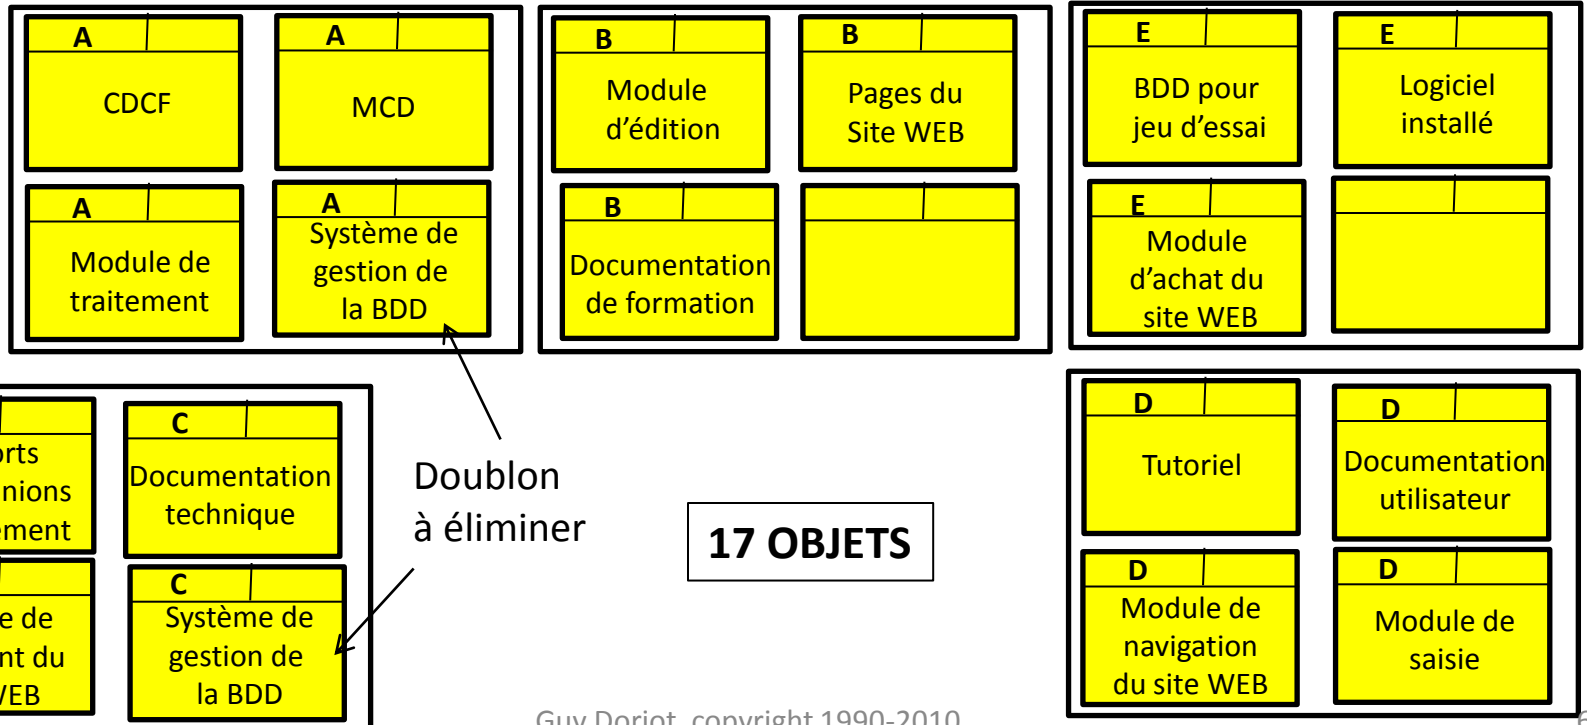 A
CDCF
A
MCD
A
Module de
traitement
A
Système de
gestion de
la BDD
B
Module
d’édition
B
Pages du
Site WEB
B
Documentation
de formation
E
BDD pour
jeu d’essai
E
Logiciel
installé
E
Module
d’achat du
site WEB
C
Documentation
technique
de
du
C
Système de
gestion de
la BDD
Doublon
à éliminer
17 OBJETS
D
Tutoriel
D
Documentation
utilisateur
D
Module de
navigation
du site WEB
D
Module de
saisie
Guy Doriot, copyright 1990-2010